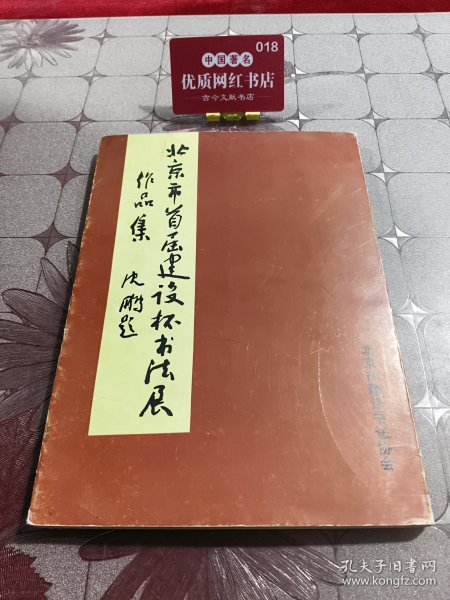 中国著名
018
优质网红书店
古今文献书店
北京市首届建设杯书法展
作品集
沈鹏题
协会
孔夫子旧书网
www.kongfz.com